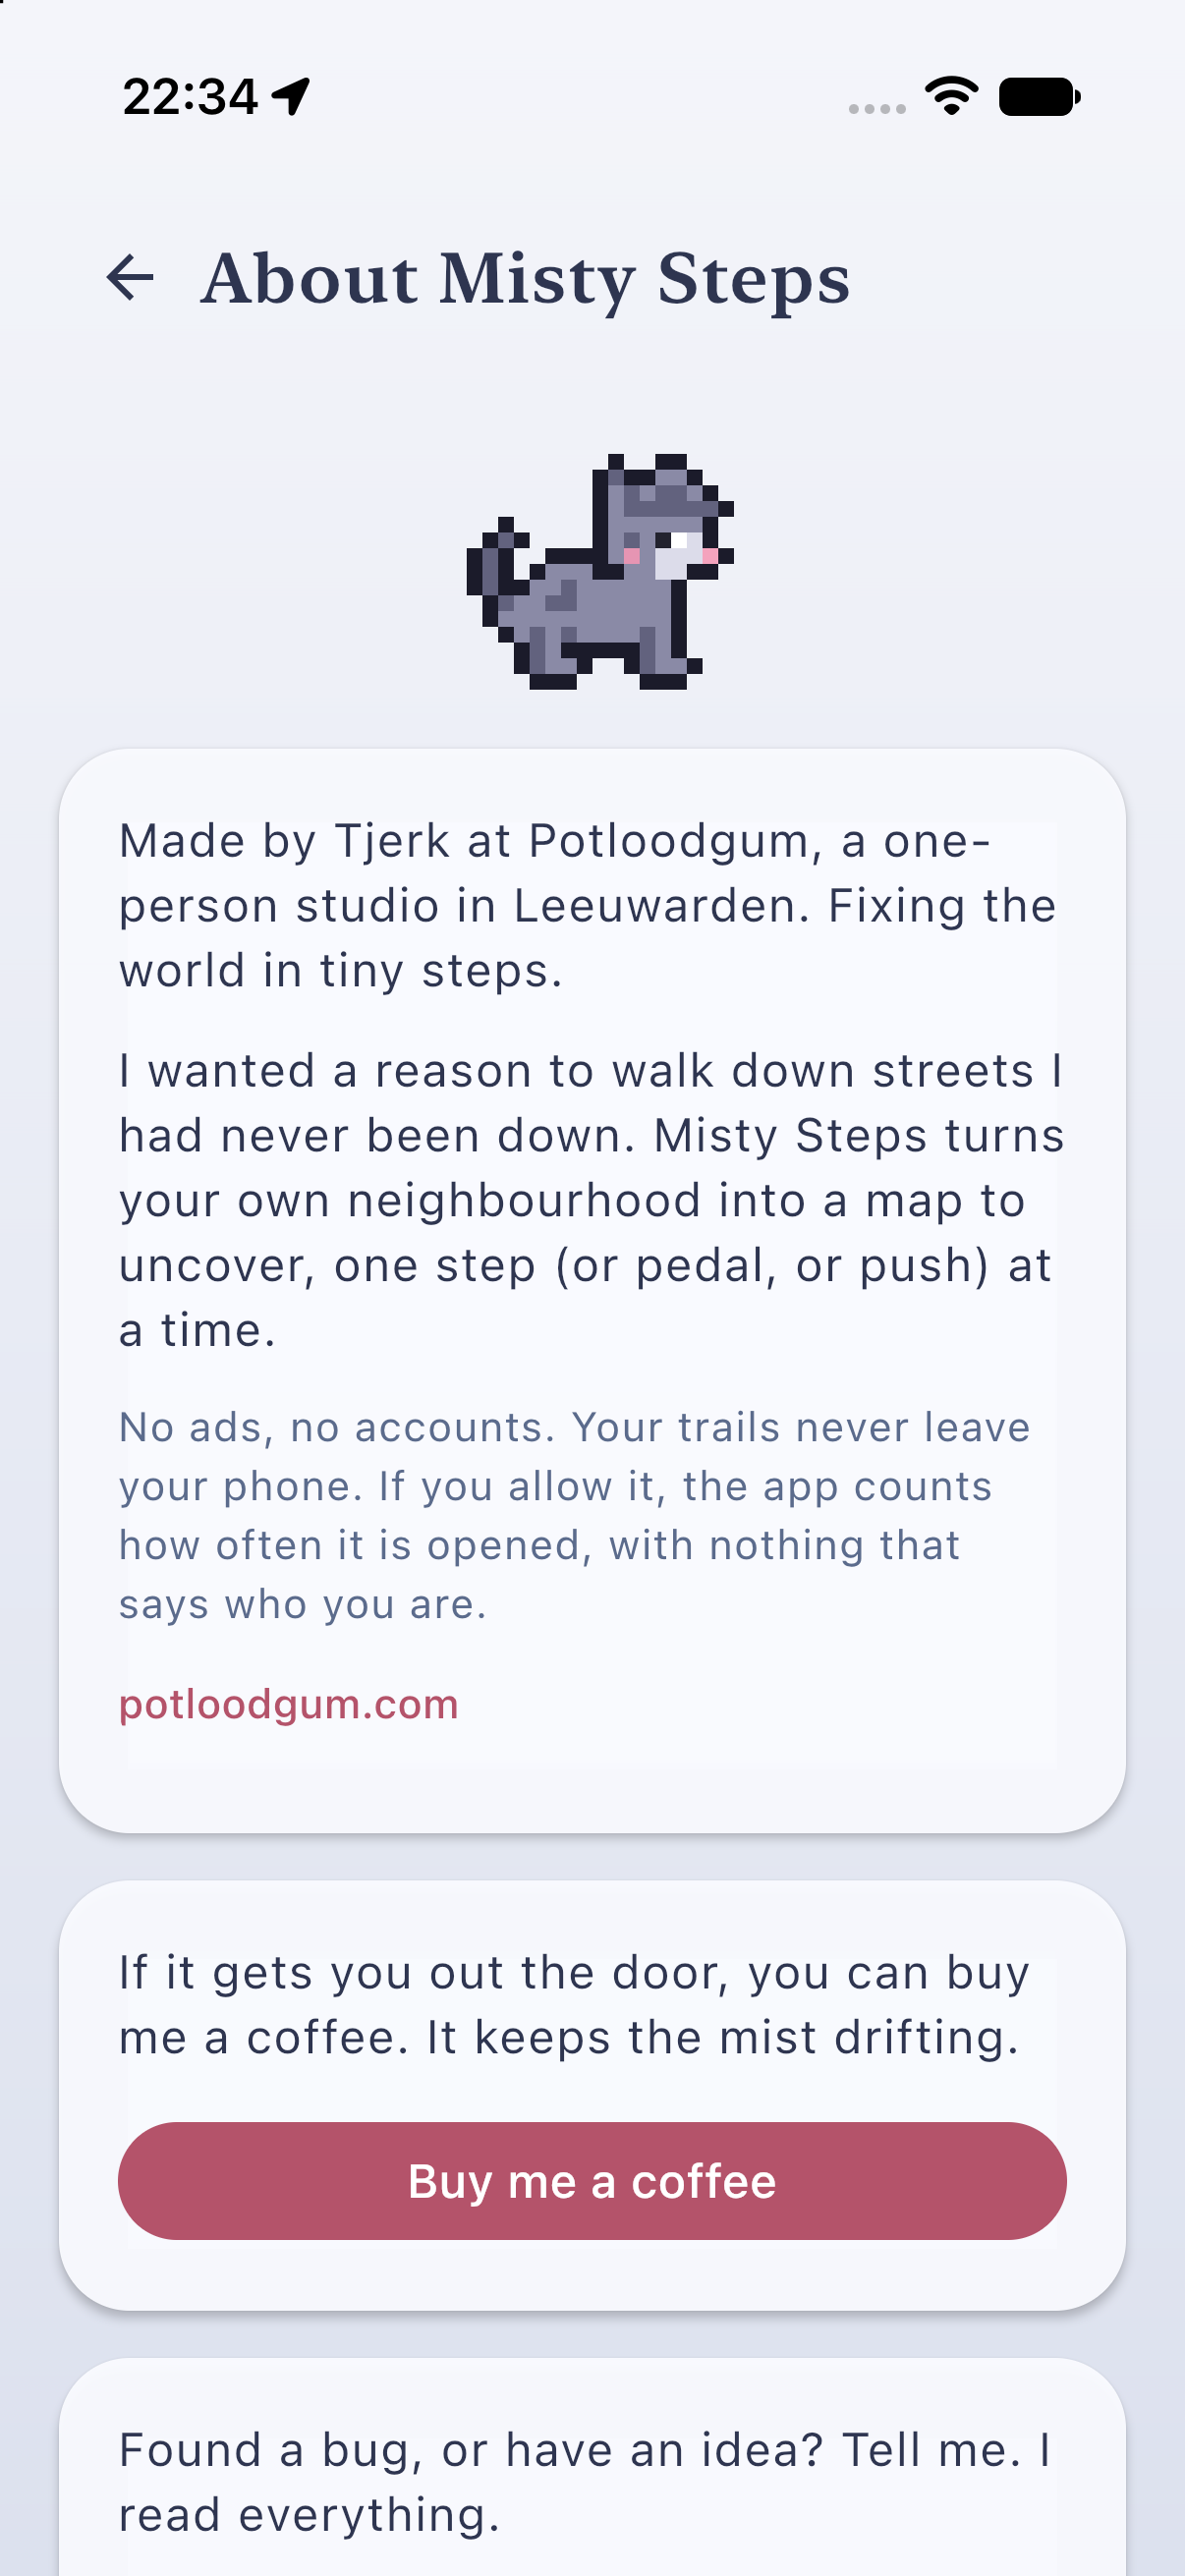 22:34
About Misty Steps
Made by Tjerk at Potloodgum, a one-
person studio in Leeuwarden. Fixing the
world in tiny steps.
I wanted a reason to walk down streets I
had never been down. Misty Steps turns
your own neighbourhood into a map to
uncover, one step (or pedal, or push) at
a time.
No ads, no accounts. Your trails never leave
your phone. If you allow it, the app counts
how often it is opened, with nothing that
says who you are.
potloodgum.com
If it gets you out the door, you can buy
me a coffee. It keeps the mist drifting.
Buy me a coffee
Found a bug, or have an idea? Tell me. I
read everything.